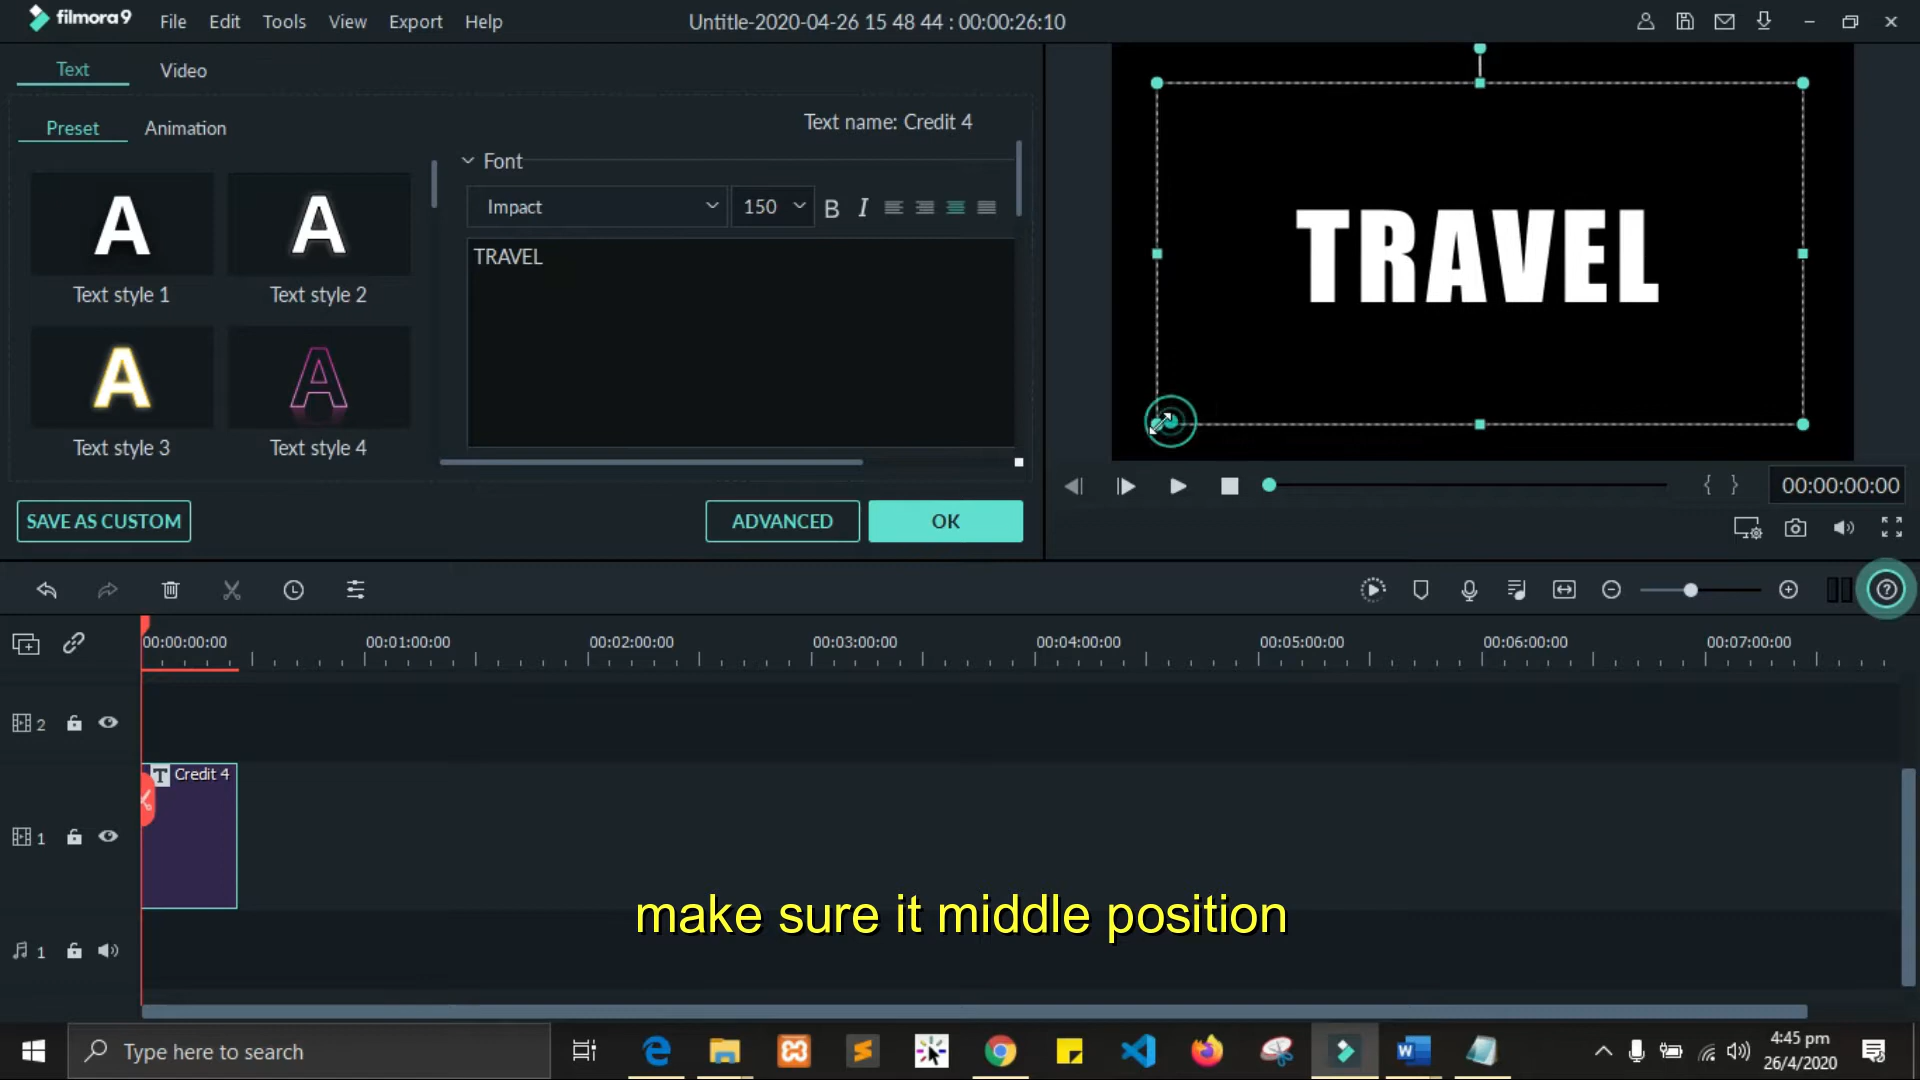 filmora9 File Edit Tools View Export Help Untitle-2020-04-26 15 48 44 : 00:00:26:10
Text Video
Preset Animation Text name: Credit 4
Font
Impact 150 B I
TRAVEL
TRAVEL
A A
Text style 1 Text style 2
A A
Text style 3 Text style 4
SAVE AS CUSTOM ADVANCED OK
{ } 00:00:00:00
00:00:00:00 00:01:00:00 00:02:00:00 00:03:00:00 00:04:00:00 00:05:00:00 00:06:00:00 00:07:00:00
2
T Credit 4
1
make sure it middle position
1
Type here to search
4:45 pm
26/4/2020